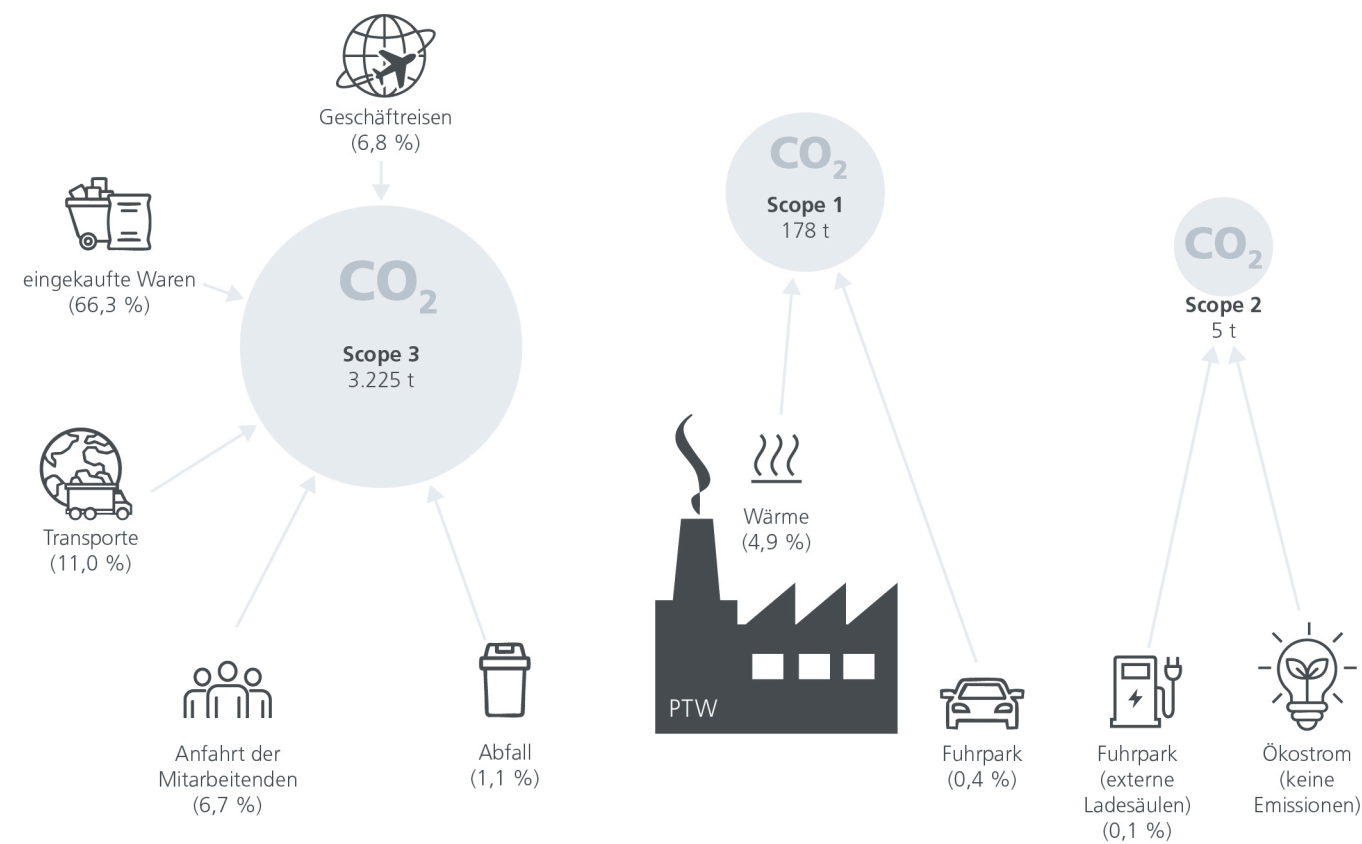 Geschäftreisen
(6,8 %)
eingekaufte Waren
(66,3 %)
CO2
Scope 3
3.225 t
Transporte
(11,0 %)
Anfahrt der
Mitarbeitenden
(6,7 %)
Abfall
(1,1 %)
CO2
Scope 1
178 t
Wärme
(4,9 %)
PTW
Fuhrpark
(0,4 %)
CO2
Scope 2
5 t
Fuhrpark
(externe
Ladesäulen)
(0,1 %)
Ökostrom
(keine
Emissionen)